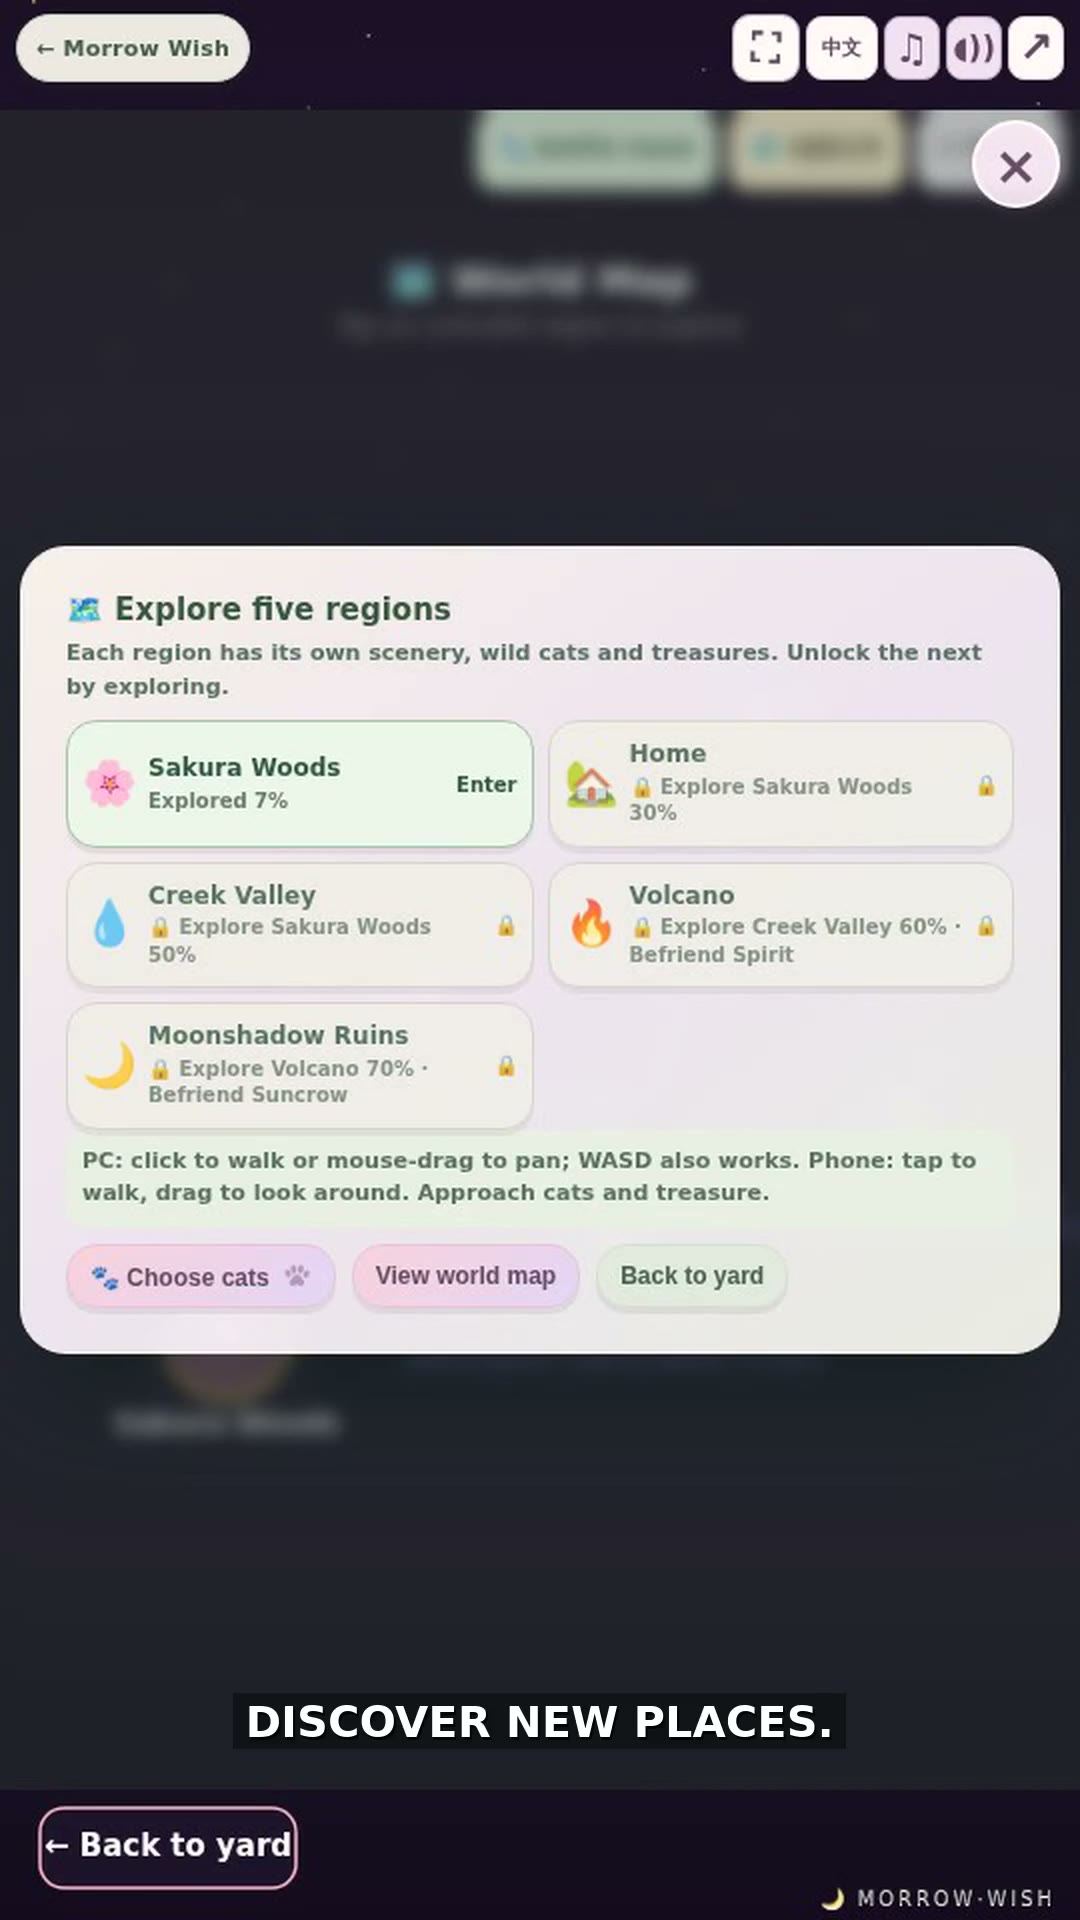 ← Morrow Wish
中文
World Map
🗺️ Explore five regions
Each region has its own scenery, wild cats and treasures. Unlock the next
by exploring.
Sakura Woods
Explored 7%
Enter
Home
🔒 Explore Sakura Woods
30%
Creek Valley
🔒 Explore Sakura Woods
50%
Volcano
🔒 Explore Creek Valley 60% ·
Befriend Spirit
Moonshadow Ruins
🔒 Explore Volcano 70% ·
Befriend Suncrow
PC: click to walk or mouse-drag to pan; WASD also works. Phone: tap to
walk, drag to look around. Approach cats and treasure.
🐾 Choose cats
View world map
Back to yard
Sakura Woods
DISCOVER NEW PLACES.
← Back to yard
🌙 MORROW·WISH